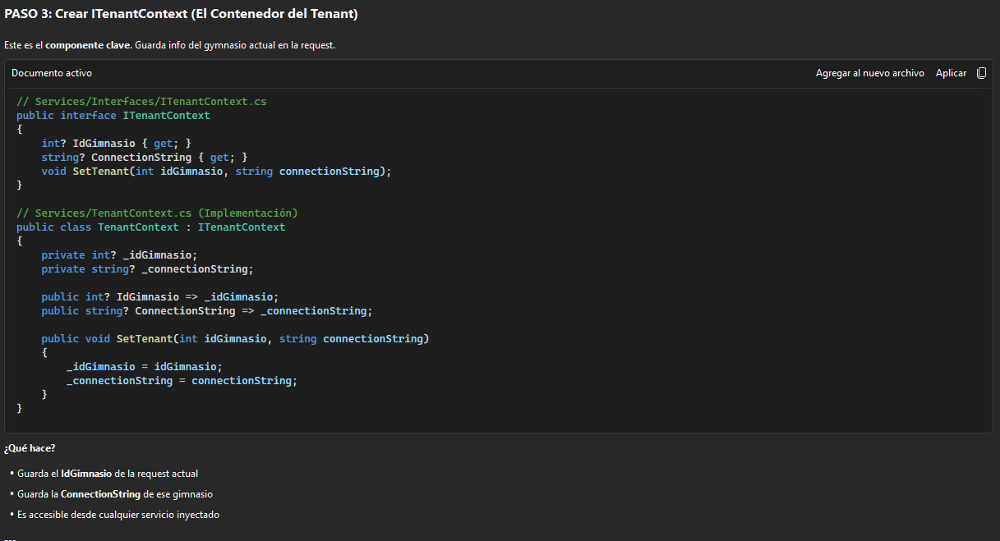 PASO 3: Crear ITenantContext (El Contenedor del Tenant)
Este es el componente clave. Guarda info del gymnasio actual en la request.
Documento activo
Agregar al nuevo archivo
Aplicar
// Services/Interfaces/ITenantContext.cs
public interface ITenantContext
{
    int? IdGimnasio { get; }
    string? ConnectionString { get; }
    void SetTenant(int idGimnasio, string connectionString);
}
// Services/TenantContext.cs (Implementación)
public class TenantContext : ITenantContext
{
    private int? _idGimnasio;
    private string? _connectionString;
    public int? IdGimnasio => _idGimnasio;
    public string? ConnectionString => _connectionString;
    public void SetTenant(int idGimnasio, string connectionString)
    {
        _idGimnasio = idGimnasio;
        _connectionString = connectionString;
    }
}
¿Qué hace?
• Guarda el IdGimnasio de la request actual
• Guarda la ConnectionString de ese gimnasio
• Es accesible desde cualquier servicio inyectado